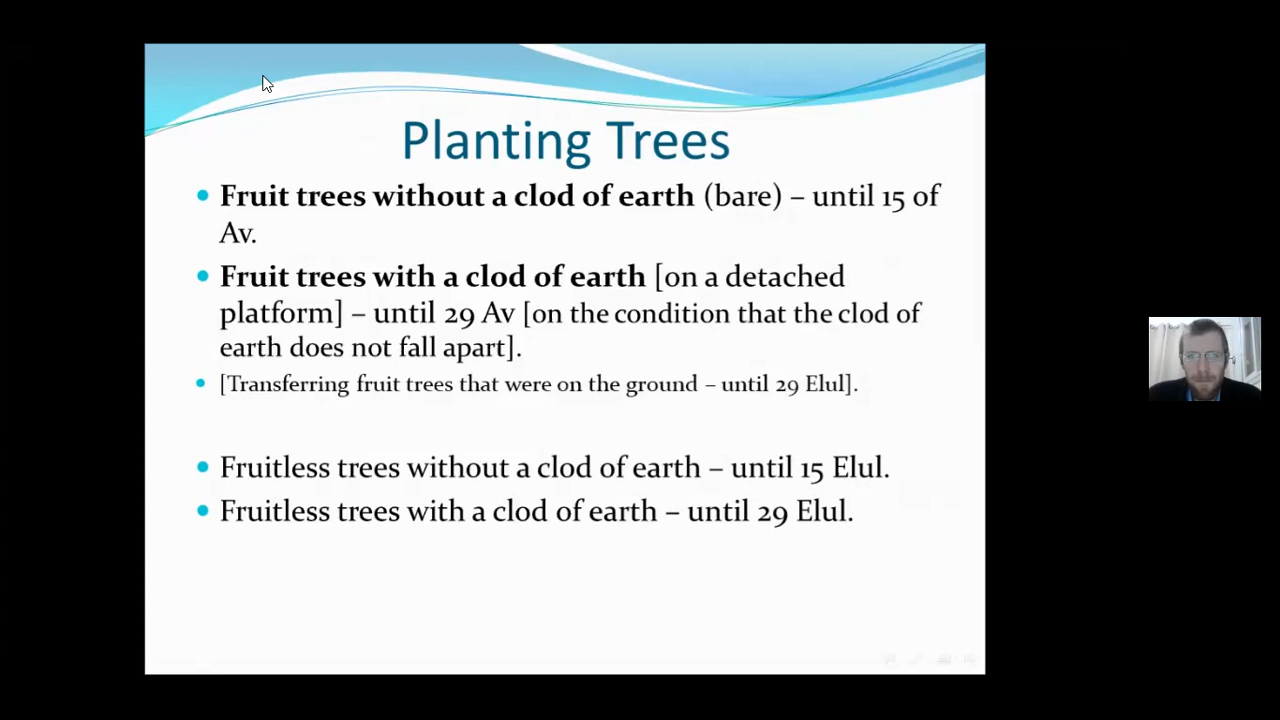 Planting Trees
• Fruit trees without a clod of earth (bare) – until 15 of
Av.
• Fruit trees with a clod of earth [on a detached
platform] – until 29 Av [on the condition that the clod of
earth does not fall apart].
• [Transferring fruit trees that were on the ground – until 29 Elul].
• Fruitless trees without a clod of earth – until 15 Elul.
• Fruitless trees with a clod of earth – until 29 Elul.